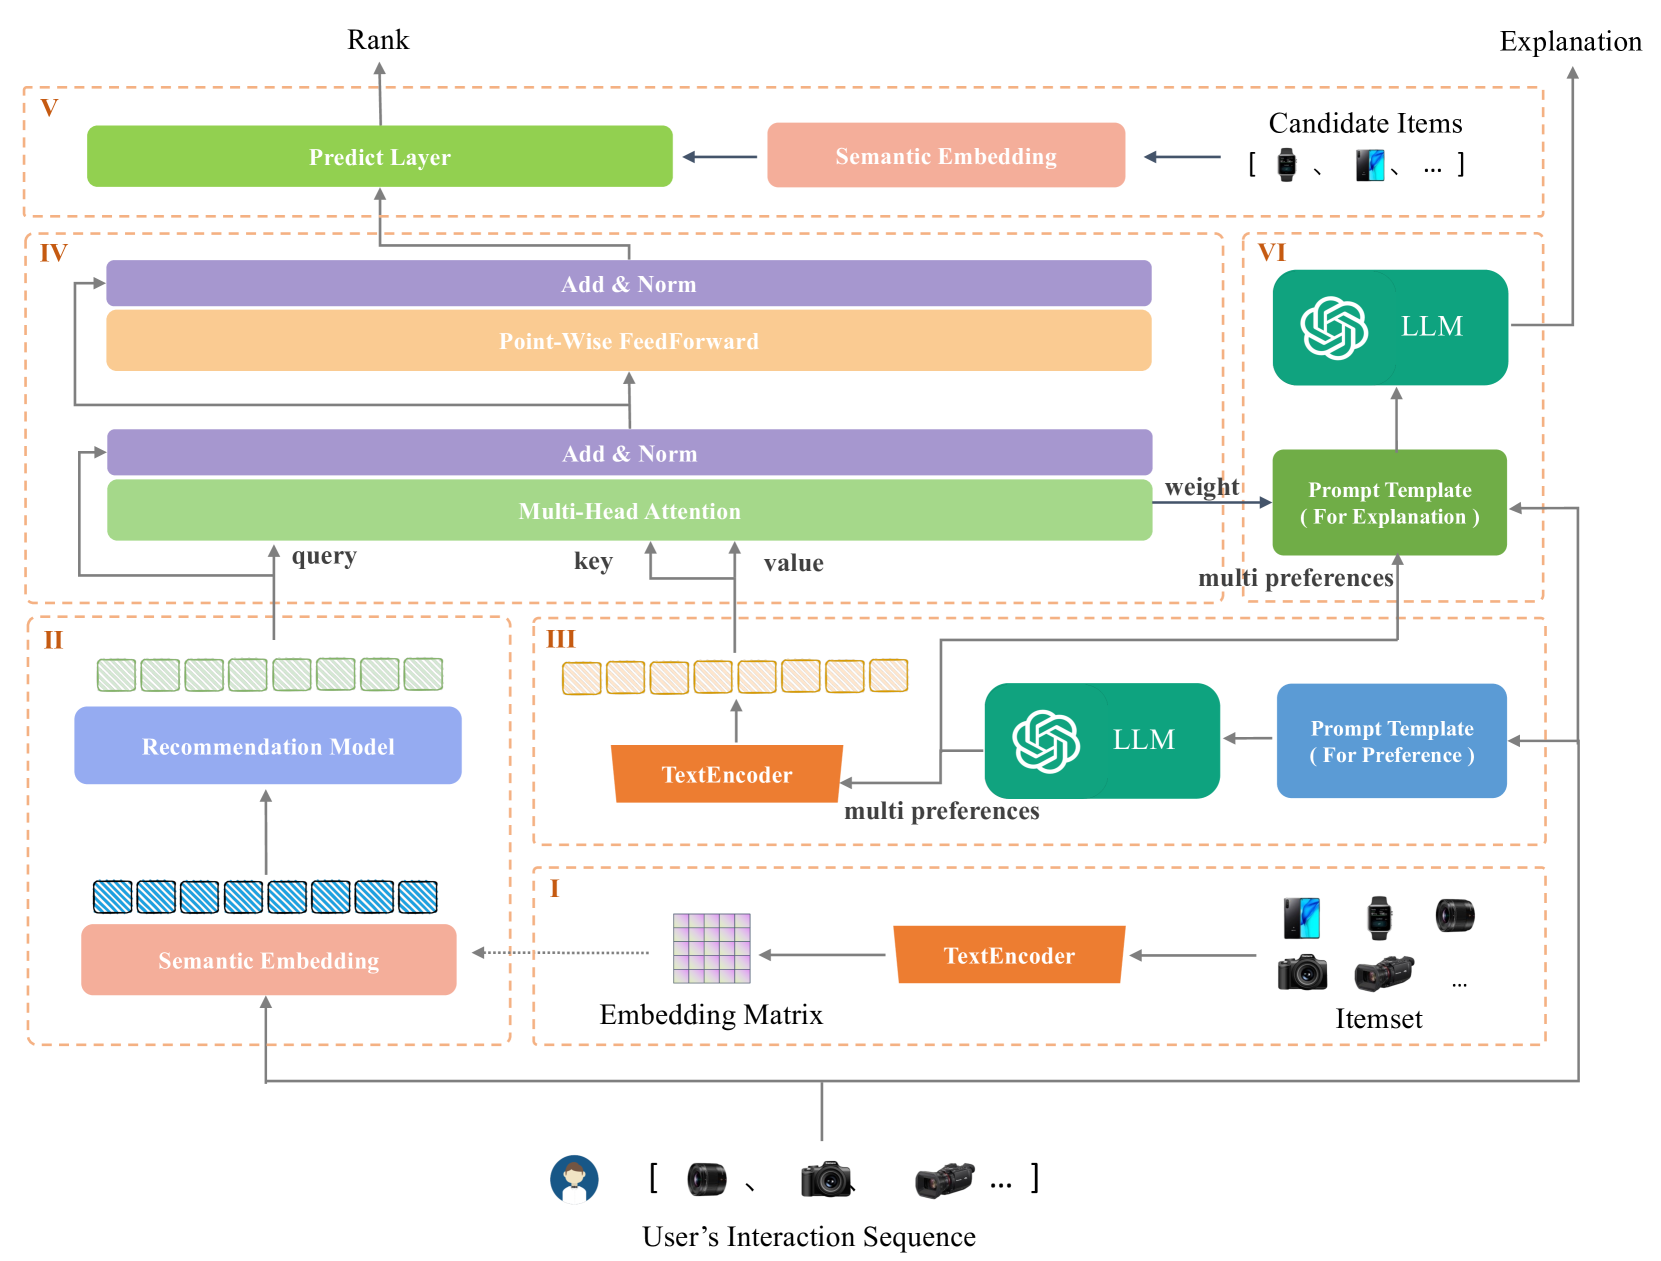 Rank
Explanation
V
Predict Layer
Semantic Embedding
Candidate Items
[ 、 、 ... ]
IV
Add & Norm
Point-Wise FeedForward
Add & Norm
Multi-Head Attention
weight
query
key
value
VI
LLM
Prompt Template
( For Explanation )
multi preferences
II
Recommendation Model
Semantic Embedding
III
TextEncoder
LLM
Prompt Template
( For Preference )
multi preferences
I
TextEncoder
...
Embedding Matrix
Itemset
[ 、 、 ... ]
User’s Interaction Sequence